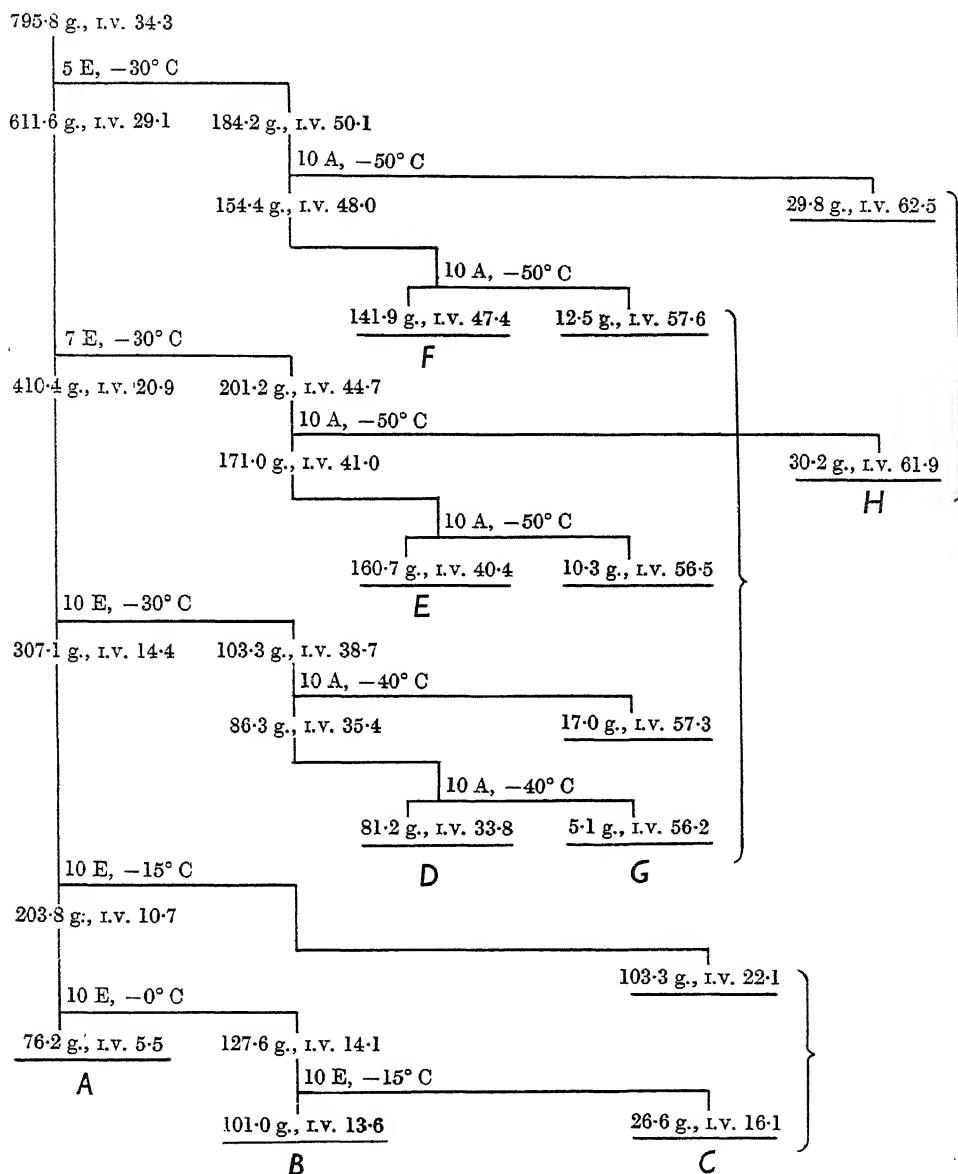 795·8 g., I.V. 34·3
5 E, −30° C
611·6 g., I.V. 29·1
184·2 g., I.V. 50·1
10 A, −50° C
154·4 g., I.V. 48·0
29·8 g., I.V. 62·5
10 A, −50° C
141·9 g., I.V. 47·4
12·5 g., I.V. 57·6
F
7 E, −30° C
410·4 g., I.V. 20·9
201·2 g., I.V. 44·7
10 A, −50° C
171·0 g., I.V. 41·0
30·2 g., I.V. 61·9
H
10 A, −50° C
160·7 g., I.V. 40·4
10·3 g., I.V. 56·5
E
10 E, −30° C
307·1 g., I.V. 14·4
103·3 g., I.V. 38·7
10 A, −40° C
86·3 g., I.V. 35·4
17·0 g., I.V. 57·3
10 A, −40° C
81·2 g., I.V. 33·8
5·1 g., I.V. 56·2
D
G
10 E, −15° C
203·8 g., I.V. 10·7
103·3 g., I.V. 22·1
10 E, −0° C
76·2 g., I.V. 5·5
127·6 g., I.V. 14·1
A
10 E, −15° C
101·0 g., I.V. 13·6
26·6 g., I.V. 16·1
B
C